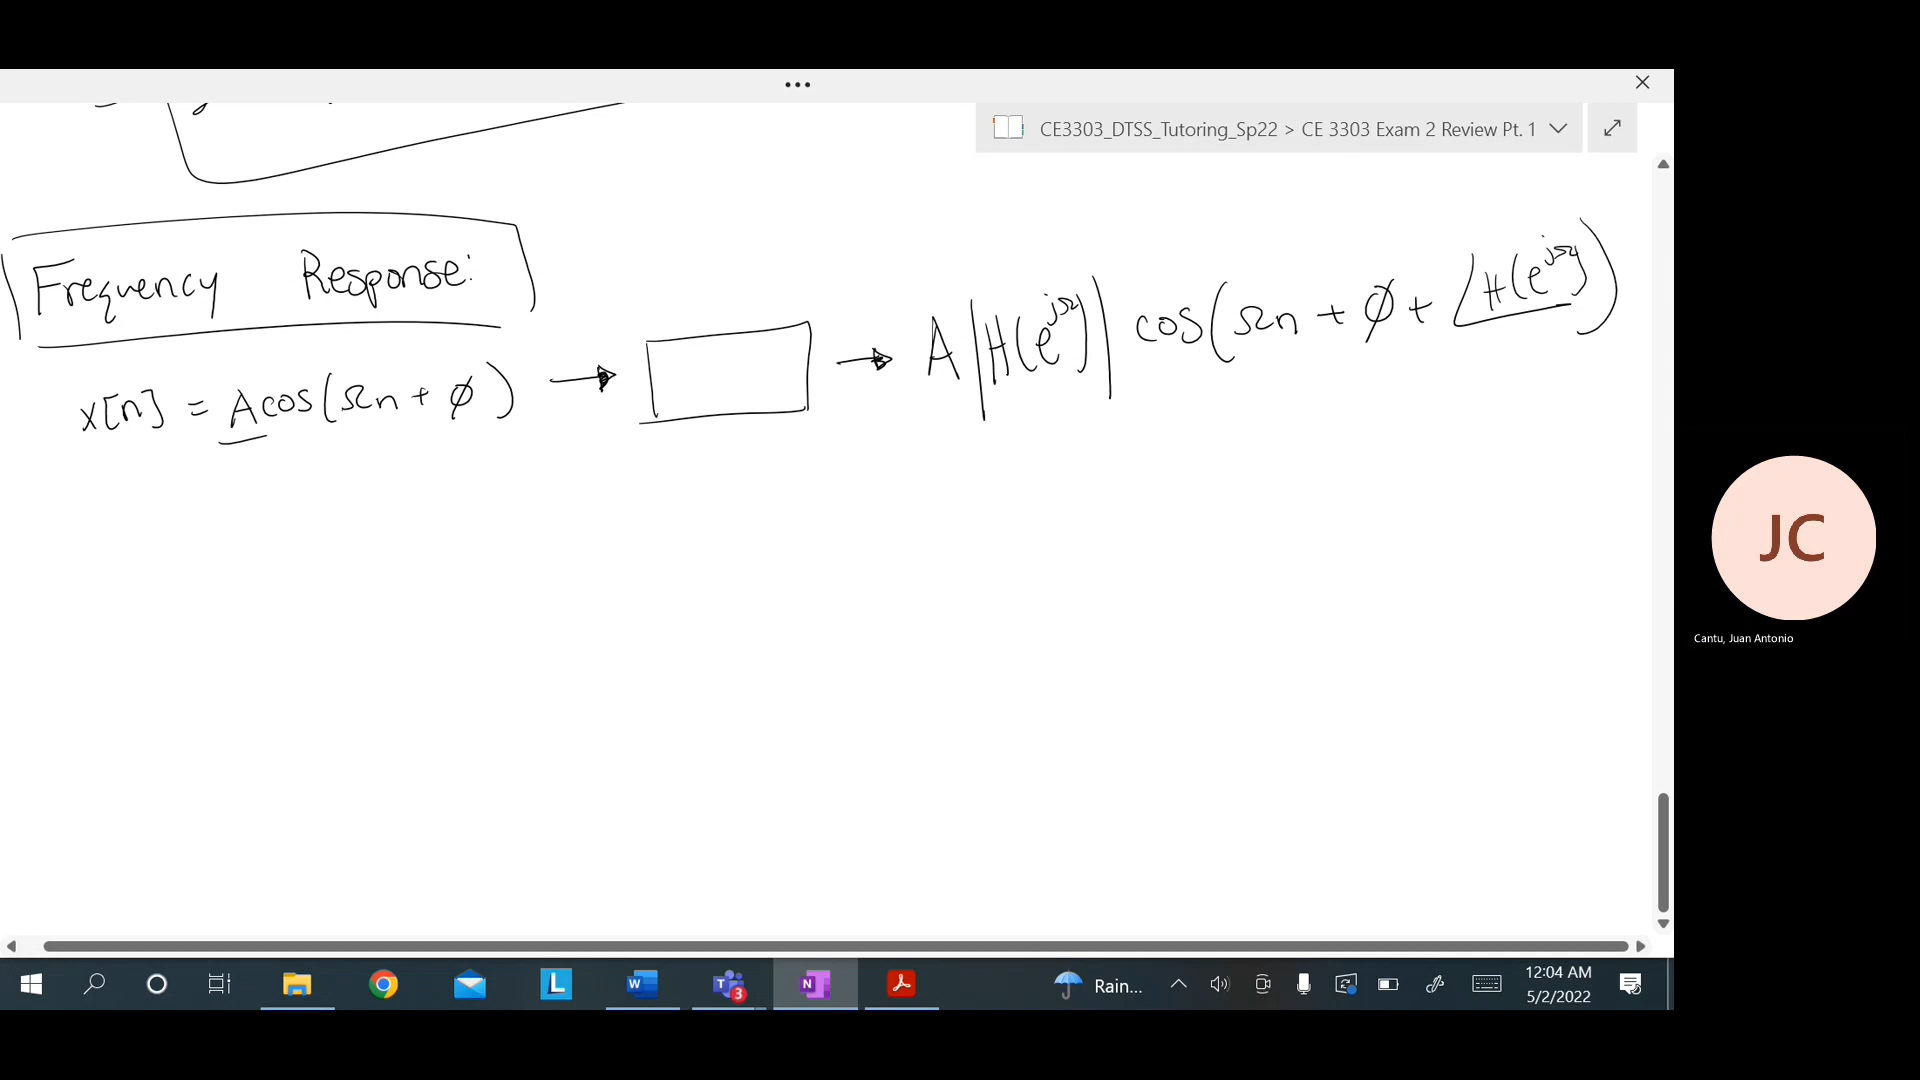 CE3303_DTSS_Tutoring_Sp22 > CE 3303 Exam 2 Review Pt. 1
Frequency Response:
x[n] = Acos(Ωn + φ) → → A|H(e^{jΩ})| cos(Ωn + φ + ∠H(e^{jΩ}))
JC
Cantu, Juan Antonio
Rain...
12:04 AM
5/2/2022
L
W
T
3
N